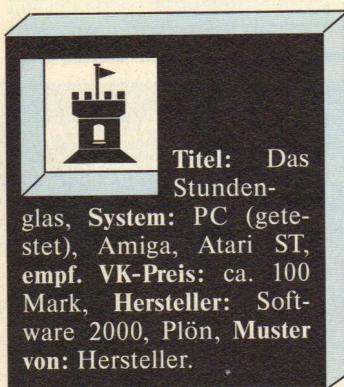 Titel: Das
Stunden-
glas, System: PC (gete-
stet), Amiga, Atari ST,
empf. VK-Preis: ca. 100
Mark, Hersteller: Soft-
ware 2000, Plön, Muster
von: Hersteller.